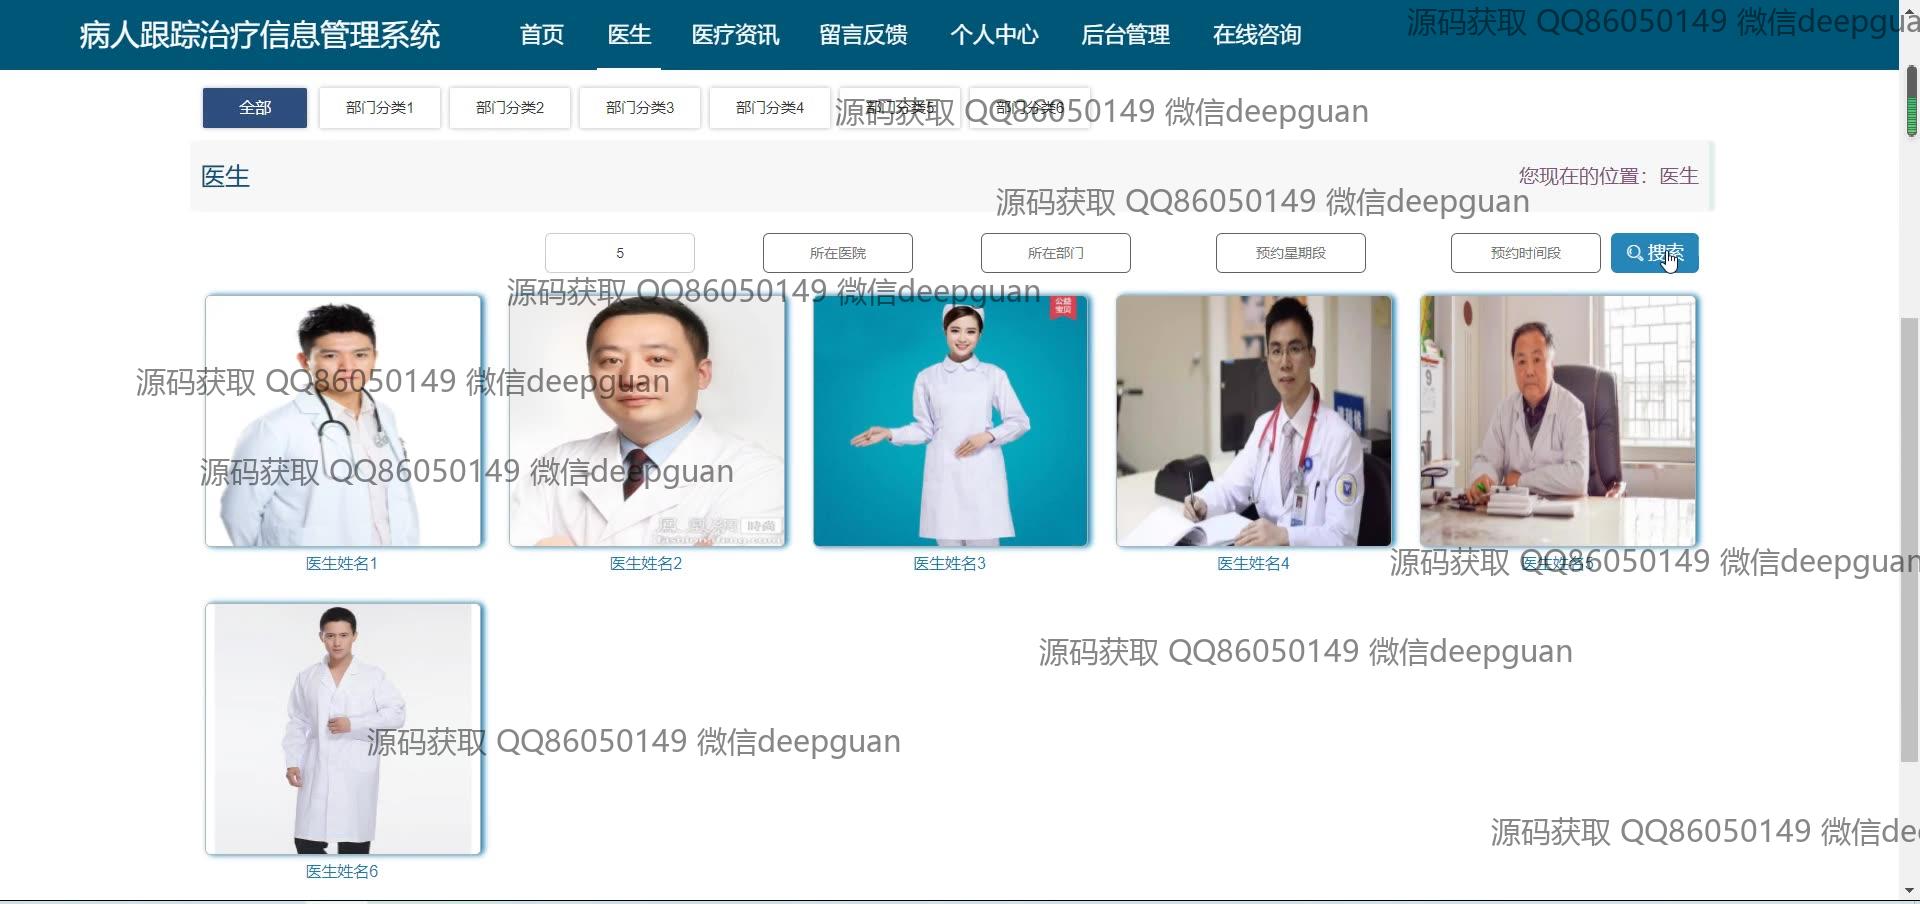 病人跟踪治疗信息管理系统 首页 医生 医疗资讯 留言反馈 个人中心 后台管理 在线咨询
源码获取 QQ86050149 微信deepgua
全部 部门分类1 部门分类2 部门分类3 部门分类4 部门分类5 部门分类6
源码获取 QQ86050149 微信deepguan
医生 您现在的位置：医生
源码获取 QQ86050149 微信deepguan
5 所在医院 所在部门 预约星期段 预约时间段 搜索
源码获取 QQ86050149 微信deepguan
公益
宝贝
源码获取 QQ86050149 微信deepguan
源码获取 QQ86050149 微信deepguan
時尚
医生姓名1 医生姓名2 医生姓名3 医生姓名4 医生姓名5
源码获取 QQ86050149 微信deepguan
源码获取 QQ86050149 微信deepguan
源码获取 QQ86050149 微信deepguan
源码获取 QQ86050149 微信dee
医生姓名6